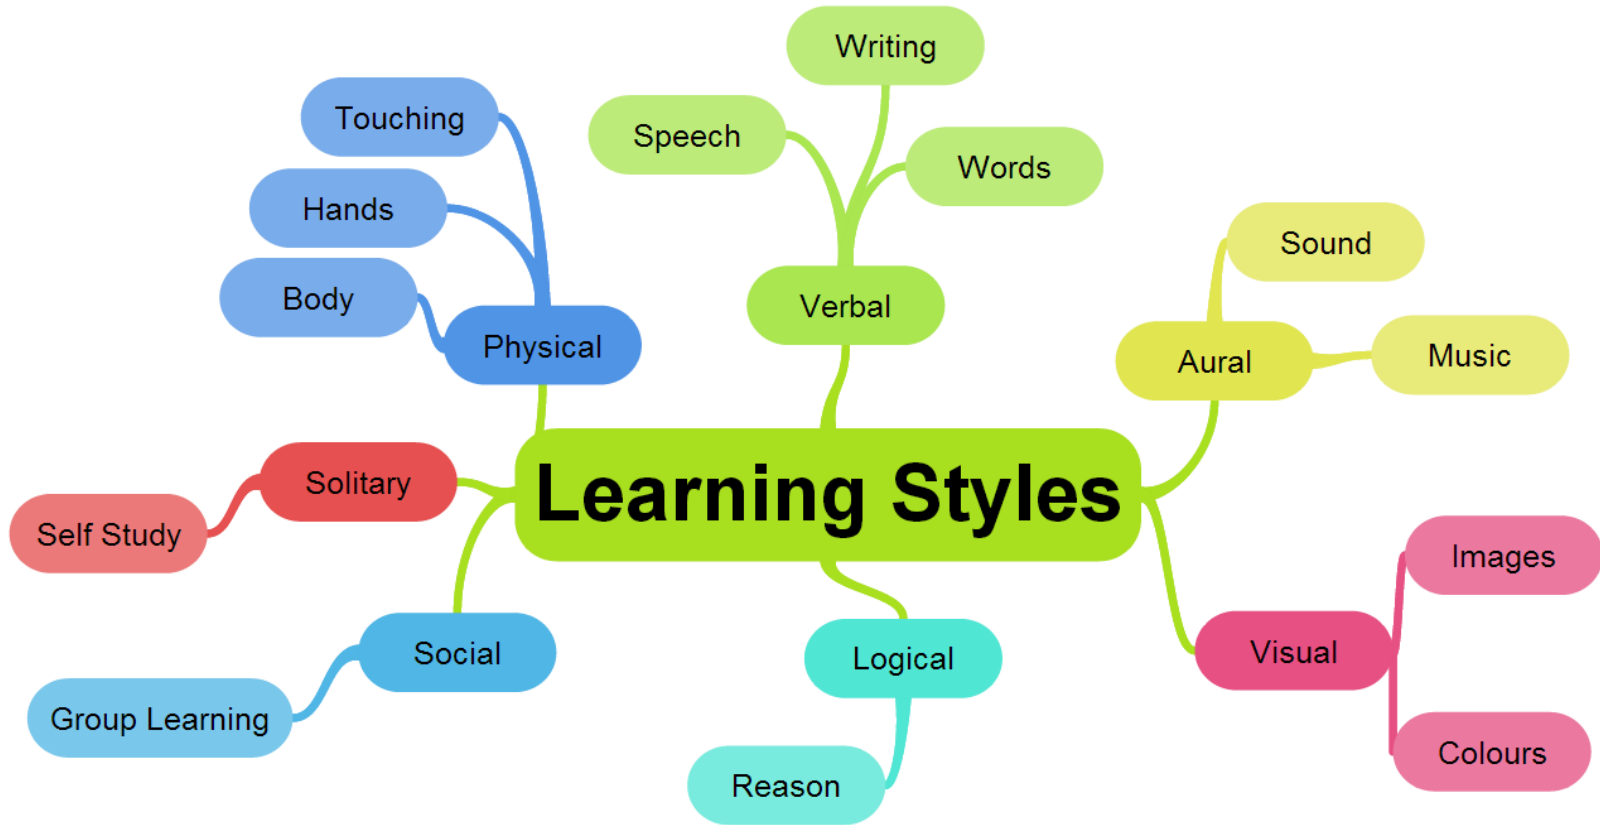 Learning Styles
Verbal
Speech
Writing
Words
Aural
Sound
Music
Visual
Images
Colours
Logical
Reason
Social
Group Learning
Solitary
Self Study
Physical
Body
Hands
Touching